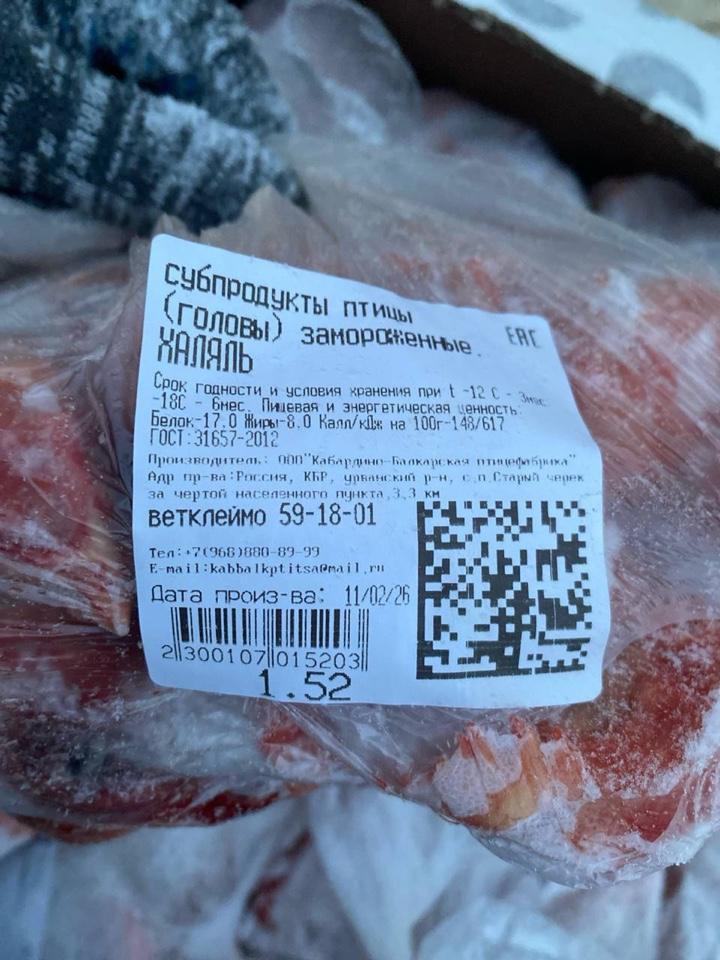 субпродукты птицы
(головы) замороженные.
ЕАС
ХАЛЯЛЬ
Срок годности и условия хранения при t -12 С - 3мес
-18С - 6мес. Пищевая и энергетическая ценность:
Белок-17.0 Жиры-8.0 Калл/кДж на 100г-148/617
ГОСТ:31657-2012
Производитель: ООО"Кабардино-Балкарская птицефабрика"
Адр пр-ва:Россия, КБР, урванский р-н, с.п.Старый черек
за чертой населенного пункта,3,3 км
ветклеймо 59-18-01
Тел:+7(968)880-89-99
E-mail:kabbalkptitsa@mail.ru
Дата произ-ва: 11/02/26
2 300107 015203
1.52